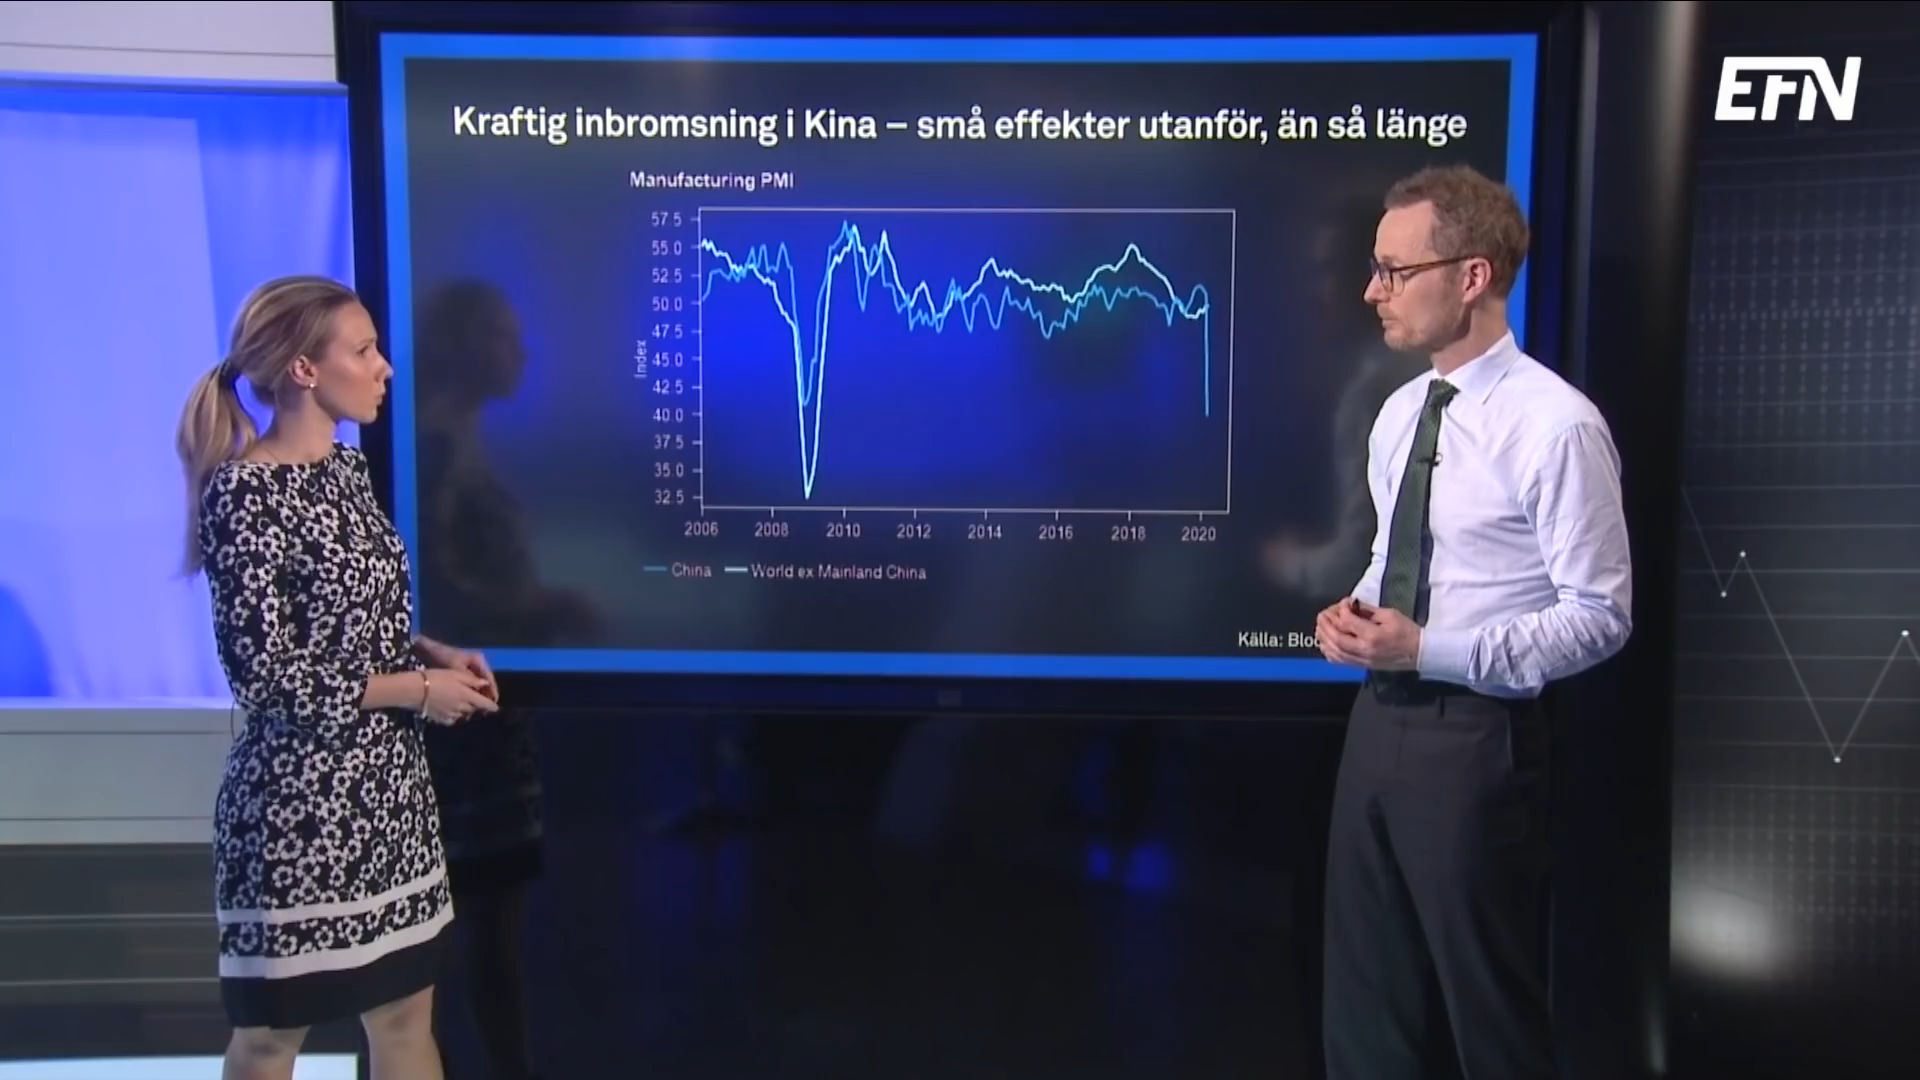 EFN
Kraftig inbromsning i Kina – små effekter utanför, än så länge
Manufacturing PMI
57.5
55.0
52.5
50.0
47.5
45.0
42.5
40.0
37.5
35.0
32.5
Index
2006 2008 2010 2012 2014 2016 2018 2020
China World ex Mainland China
Källa: